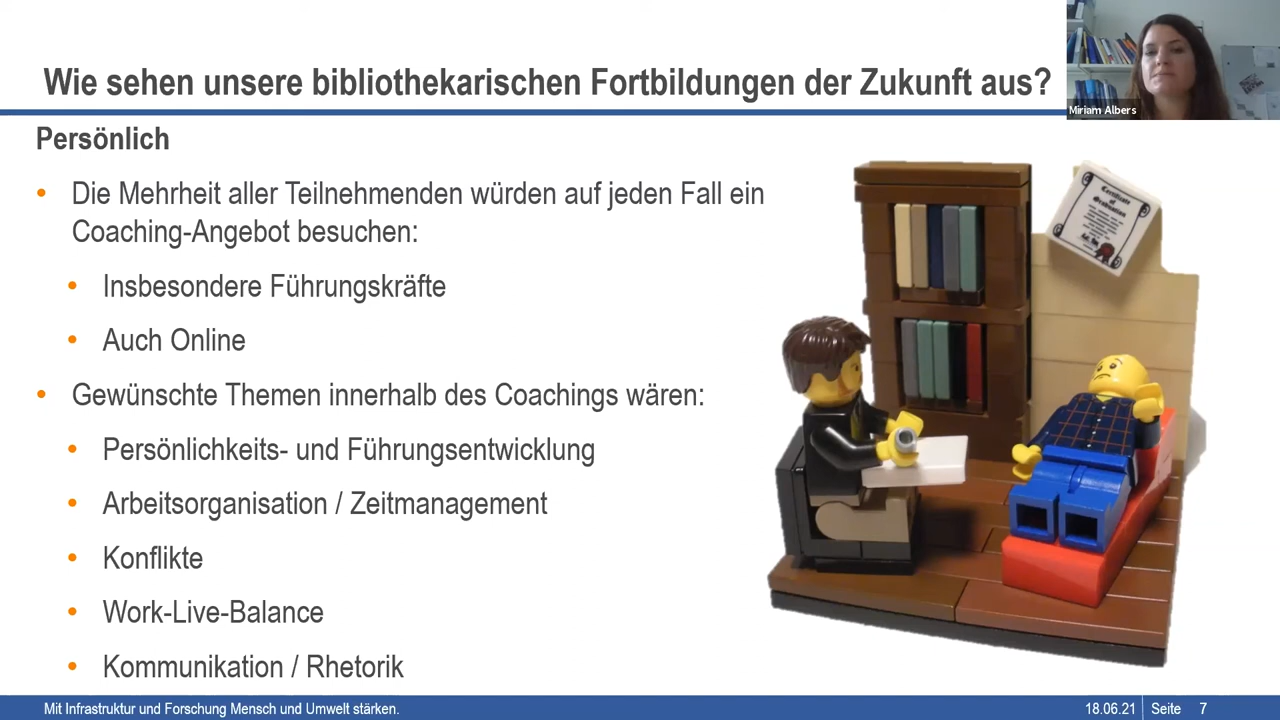 Wie sehen unsere bibliothekarischen Fortbildungen der Zukunft aus?
Miriam Albers
Persönlich
• Die Mehrheit aller Teilnehmenden würden auf jeden Fall ein
Coaching-Angebot besuchen:
• Insbesondere Führungskräfte
• Auch Online
• Gewünschte Themen innerhalb des Coachings wären:
• Persönlichkeits- und Führungsentwicklung
• Arbeitsorganisation / Zeitmanagement
• Konflikte
• Work-Live-Balance
• Kommunikation / Rhetorik
Certificate
of
Graduation
Mit Infrastruktur und Forschung Mensch und Umwelt stärken.
18.06.21 Seite 7